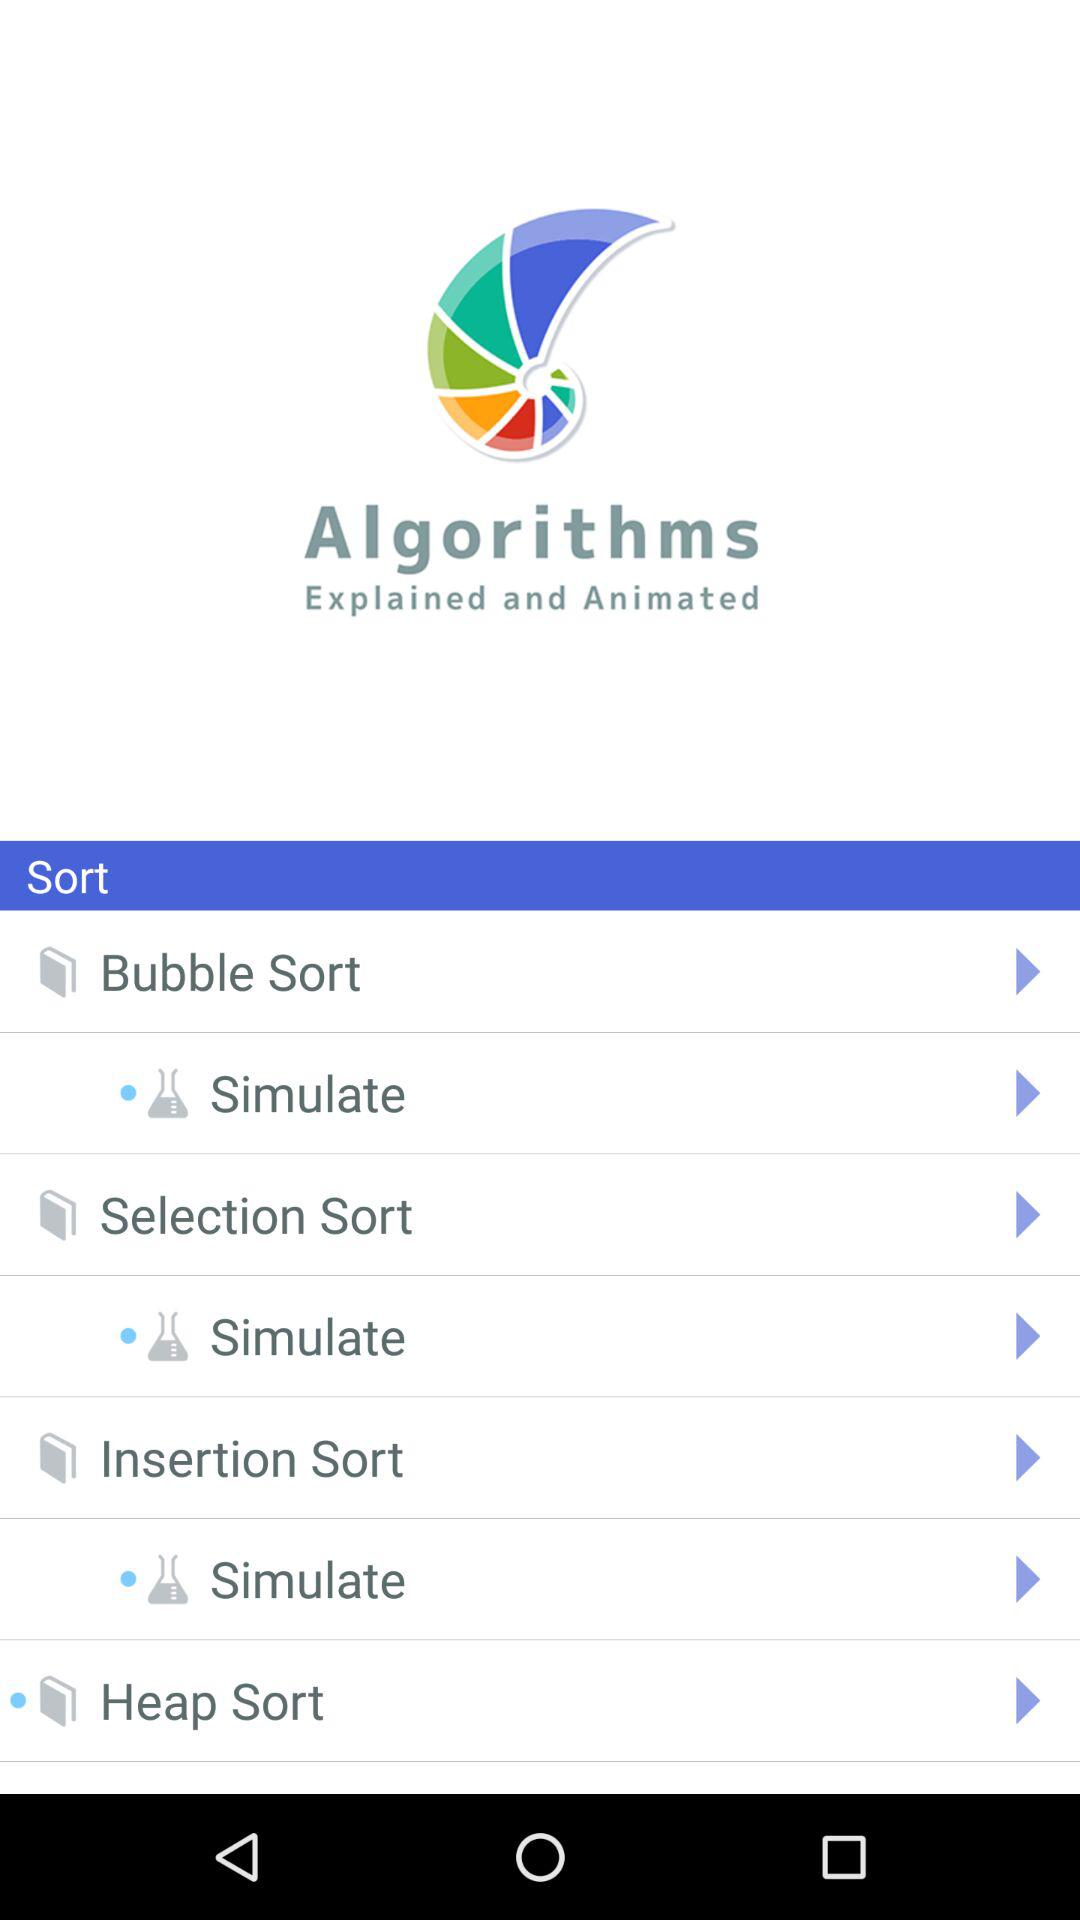 Algorithms
Explained and Animated
Sort
Bubble Sort
Simulate
Selection Sort
Simulate
Insertion Sort
Simulate
Heap Sort